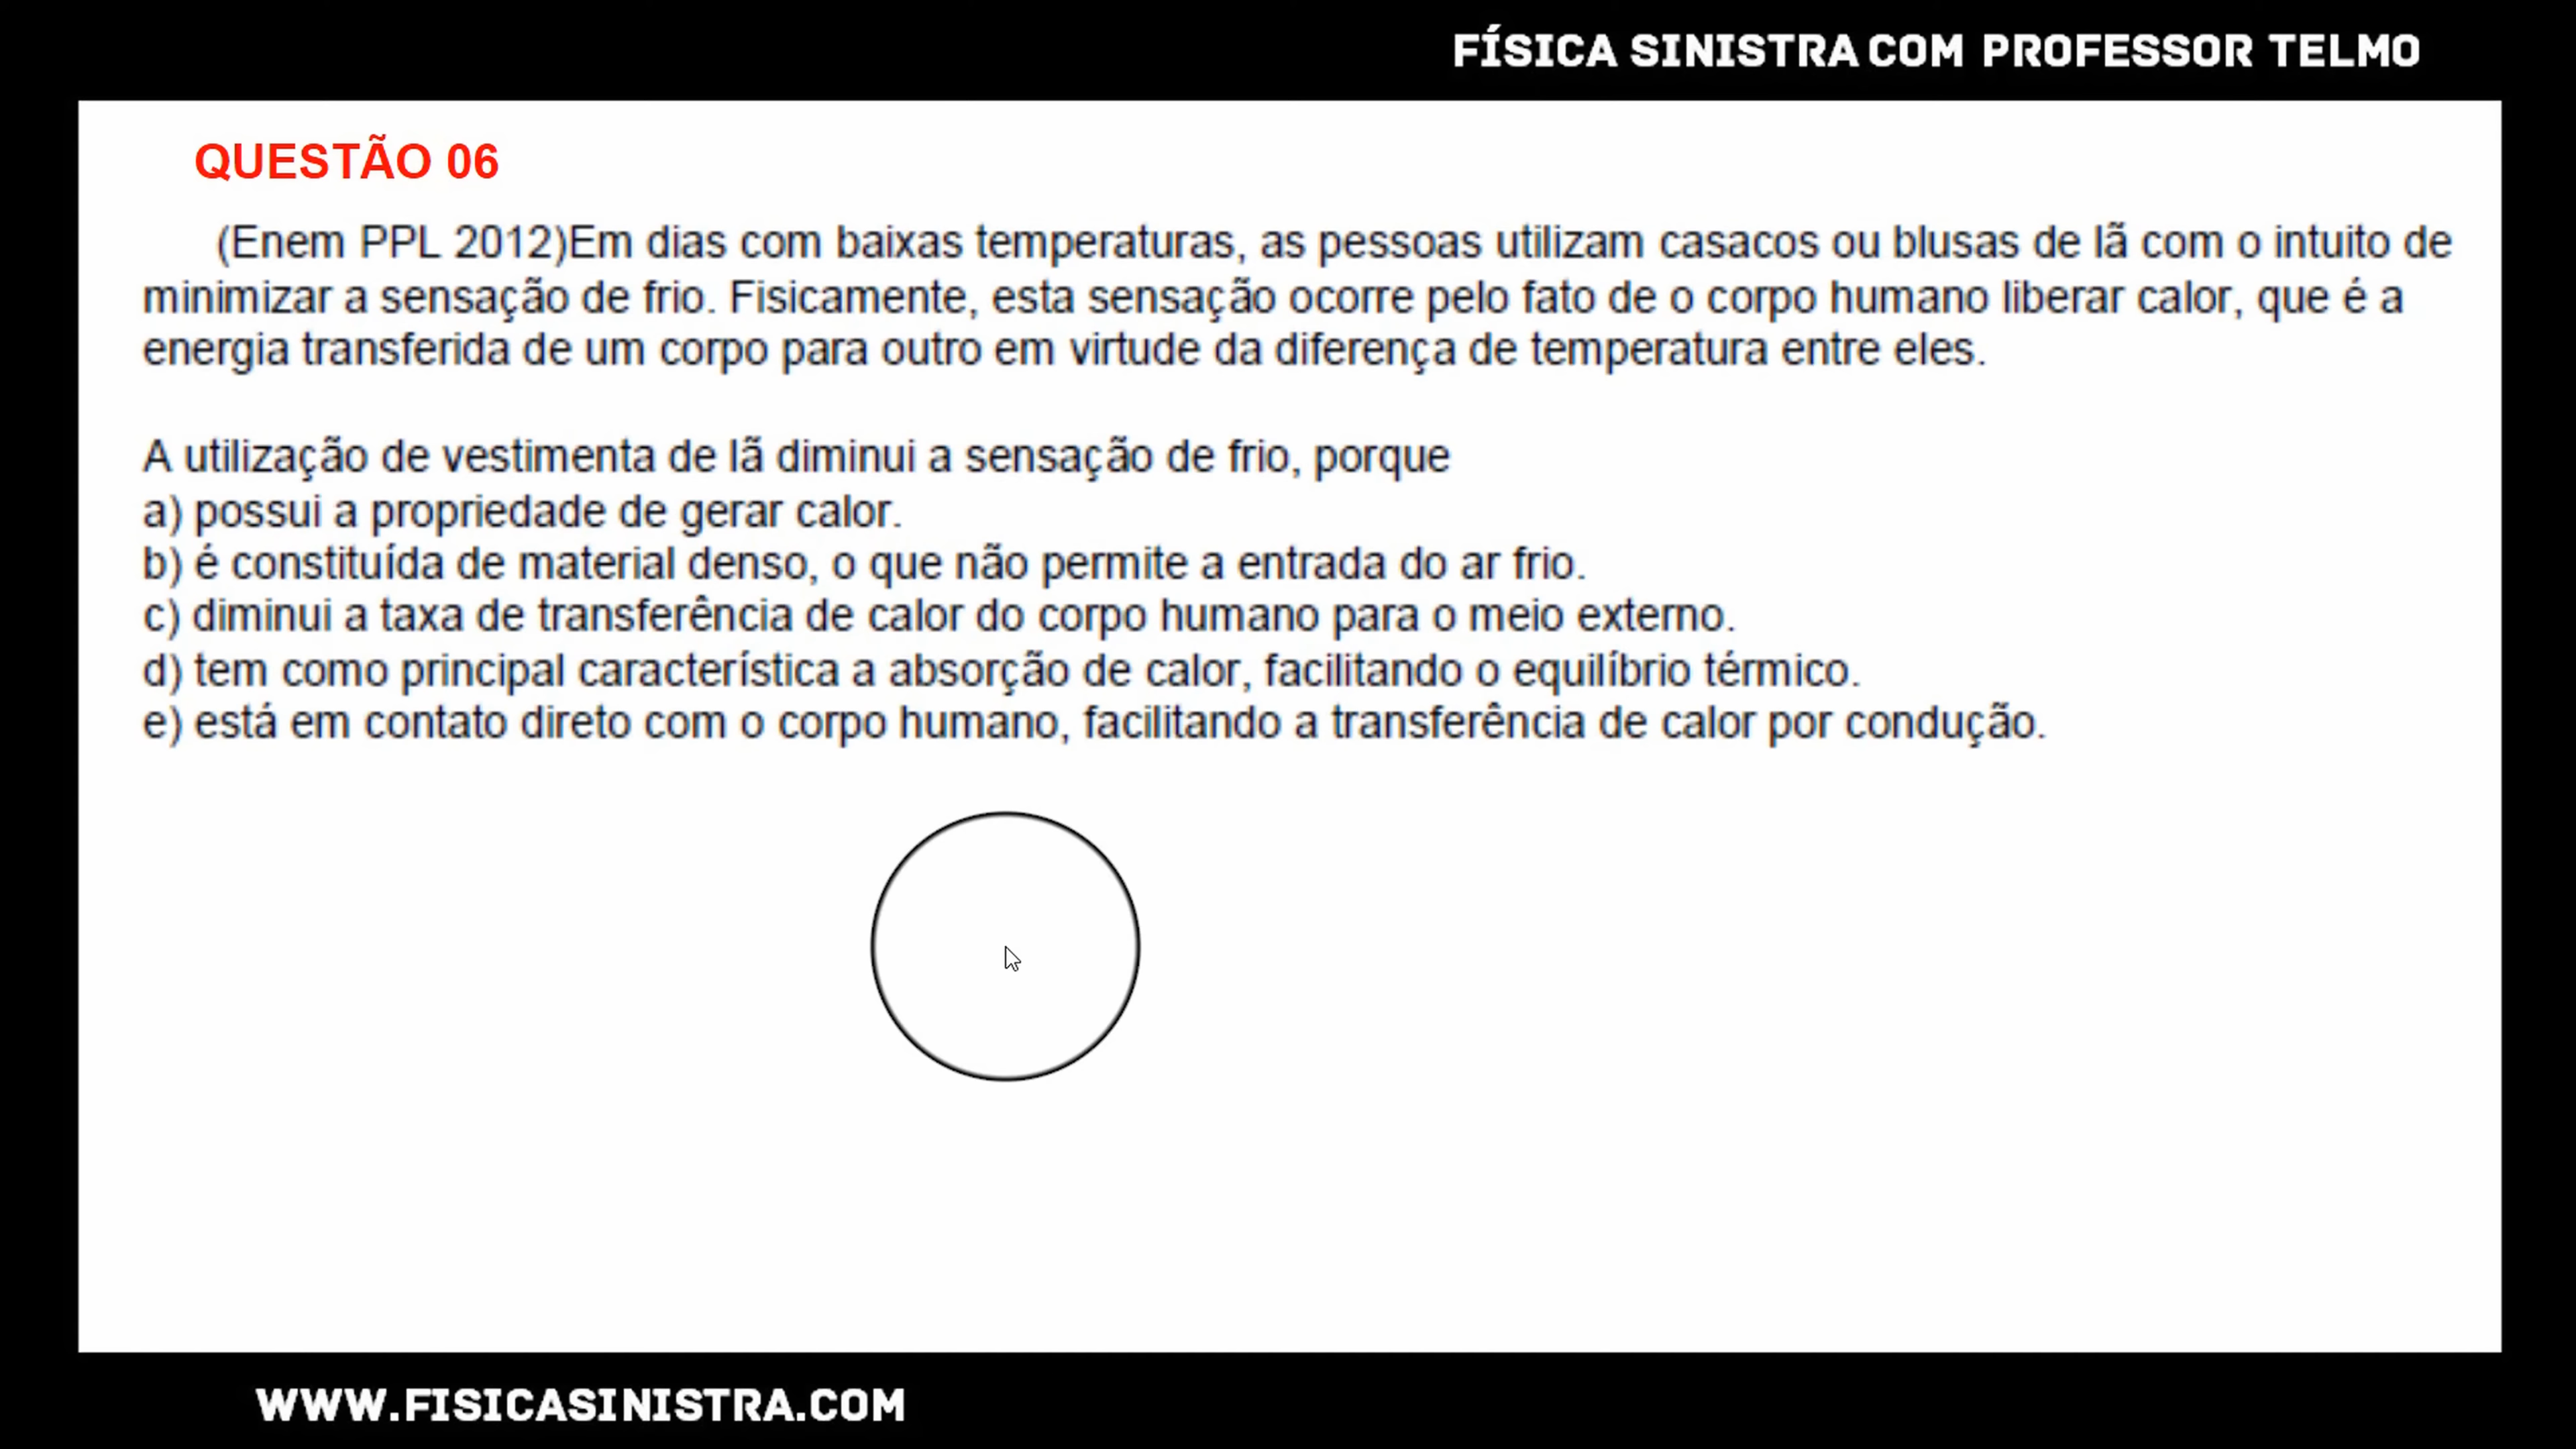 FÍSICA SINISTRA COM PROFESSOR TELMO
QUESTÃO 06
(Enem PPL 2012)Em dias com baixas temperaturas, as pessoas utilizam casacos ou blusas de lã com o intuito de
minimizar a sensação de frio. Fisicamente, esta sensação ocorre pelo fato de o corpo humano liberar calor, que é a
energia transferida de um corpo para outro em virtude da diferença de temperatura entre eles.
A utilização de vestimenta de lã diminui a sensação de frio, porque
a) possui a propriedade de gerar calor.
b) é constituída de material denso, o que não permite a entrada do ar frio.
c) diminui a taxa de transferência de calor do corpo humano para o meio externo.
d) tem como principal característica a absorção de calor, facilitando o equilíbrio térmico.
e) está em contato direto com o corpo humano, facilitando a transferência de calor por condução.
WWW.FISICASINISTRA.COM